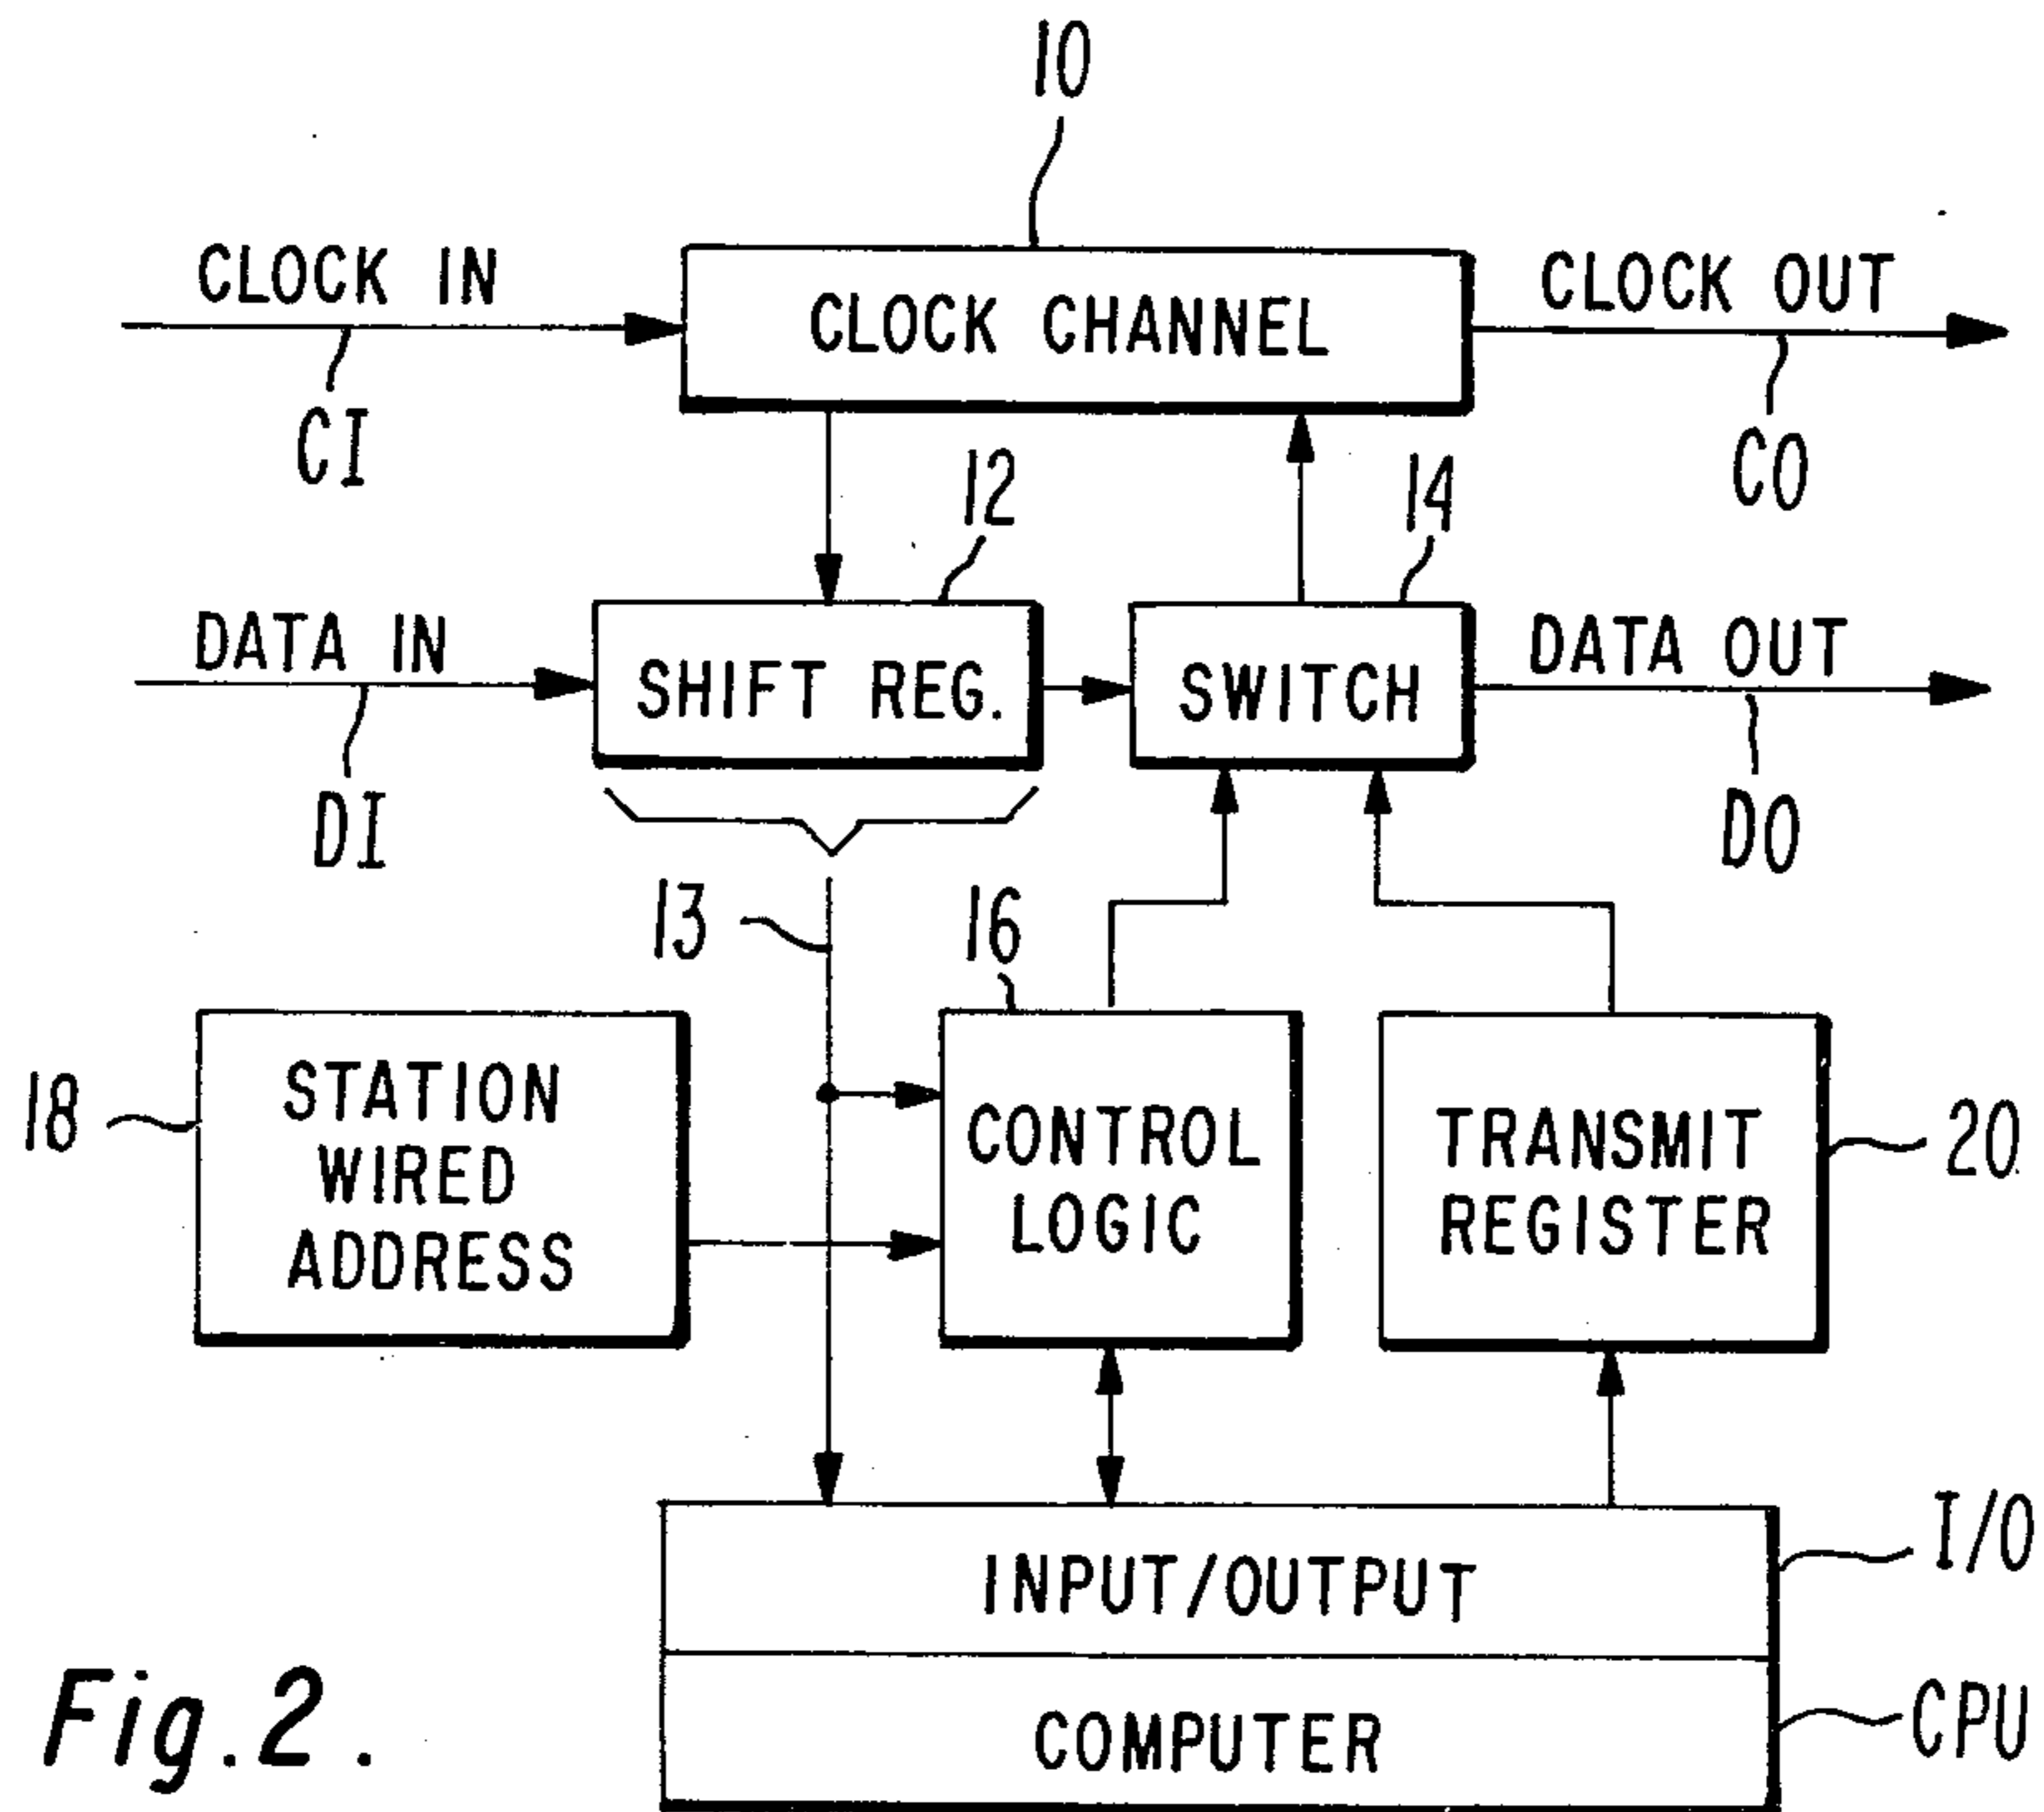 10
CLOCK IN
CLOCK CHANNEL
CLOCK OUT
CI
CO
12
14
DATA IN
SHIFT REG.
SWITCH
DATA OUT
DI
DO
13
16
18
STATION
WIRED
ADDRESS
CONTROL
LOGIC
TRANSMIT
REGISTER
20
INPUT/OUTPUT
I/O
COMPUTER
CPU
Fig.2.